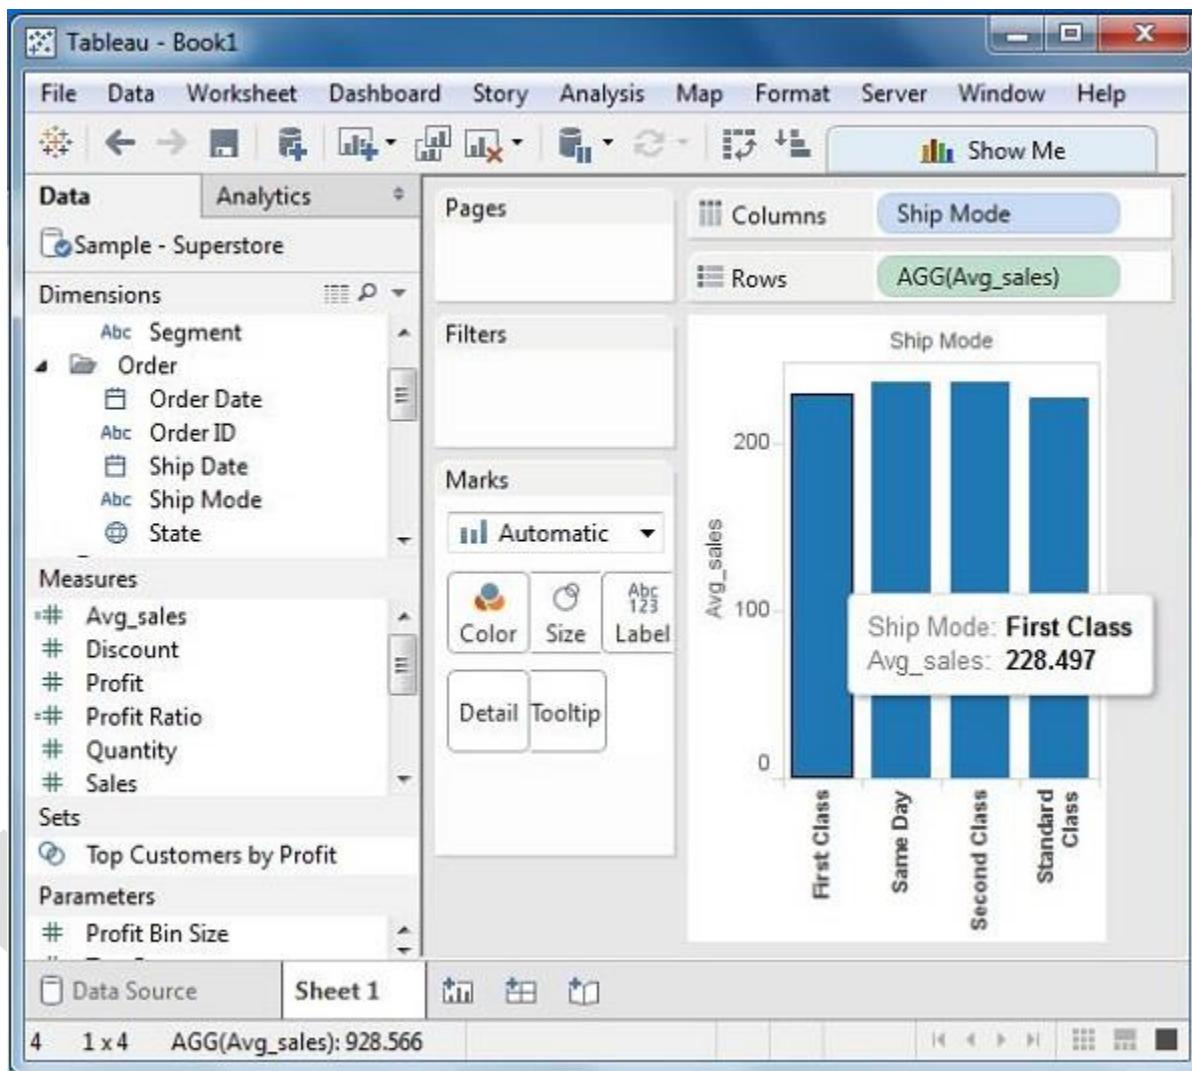 Tableau - Book1
File Data Worksheet Dashboard Story Analysis Map Format Server Window Help
Show Me
Data Analytics
Sample - Superstore
Dimensions
Abc Segment
Order
Order Date
Abc Order ID
Ship Date
Abc Ship Mode
State
Measures
Avg_sales
Discount
Profit
Profit Ratio
Quantity
Sales
Sets
Top Customers by Profit
Parameters
Profit Bin Size
Pages
Filters
Marks
Automatic
Color Size Abc 123 Label
Detail Tooltip
Columns Ship Mode
Rows AGG(Avg_sales)
Ship Mode
200
100
0
Avg_sales
Ship Mode: First Class
Avg_sales: 228.497
First Class
Same Day
Second Class
Standard
Class
Data Source Sheet 1
4 1 x 4 AGG(Avg_sales): 928.566